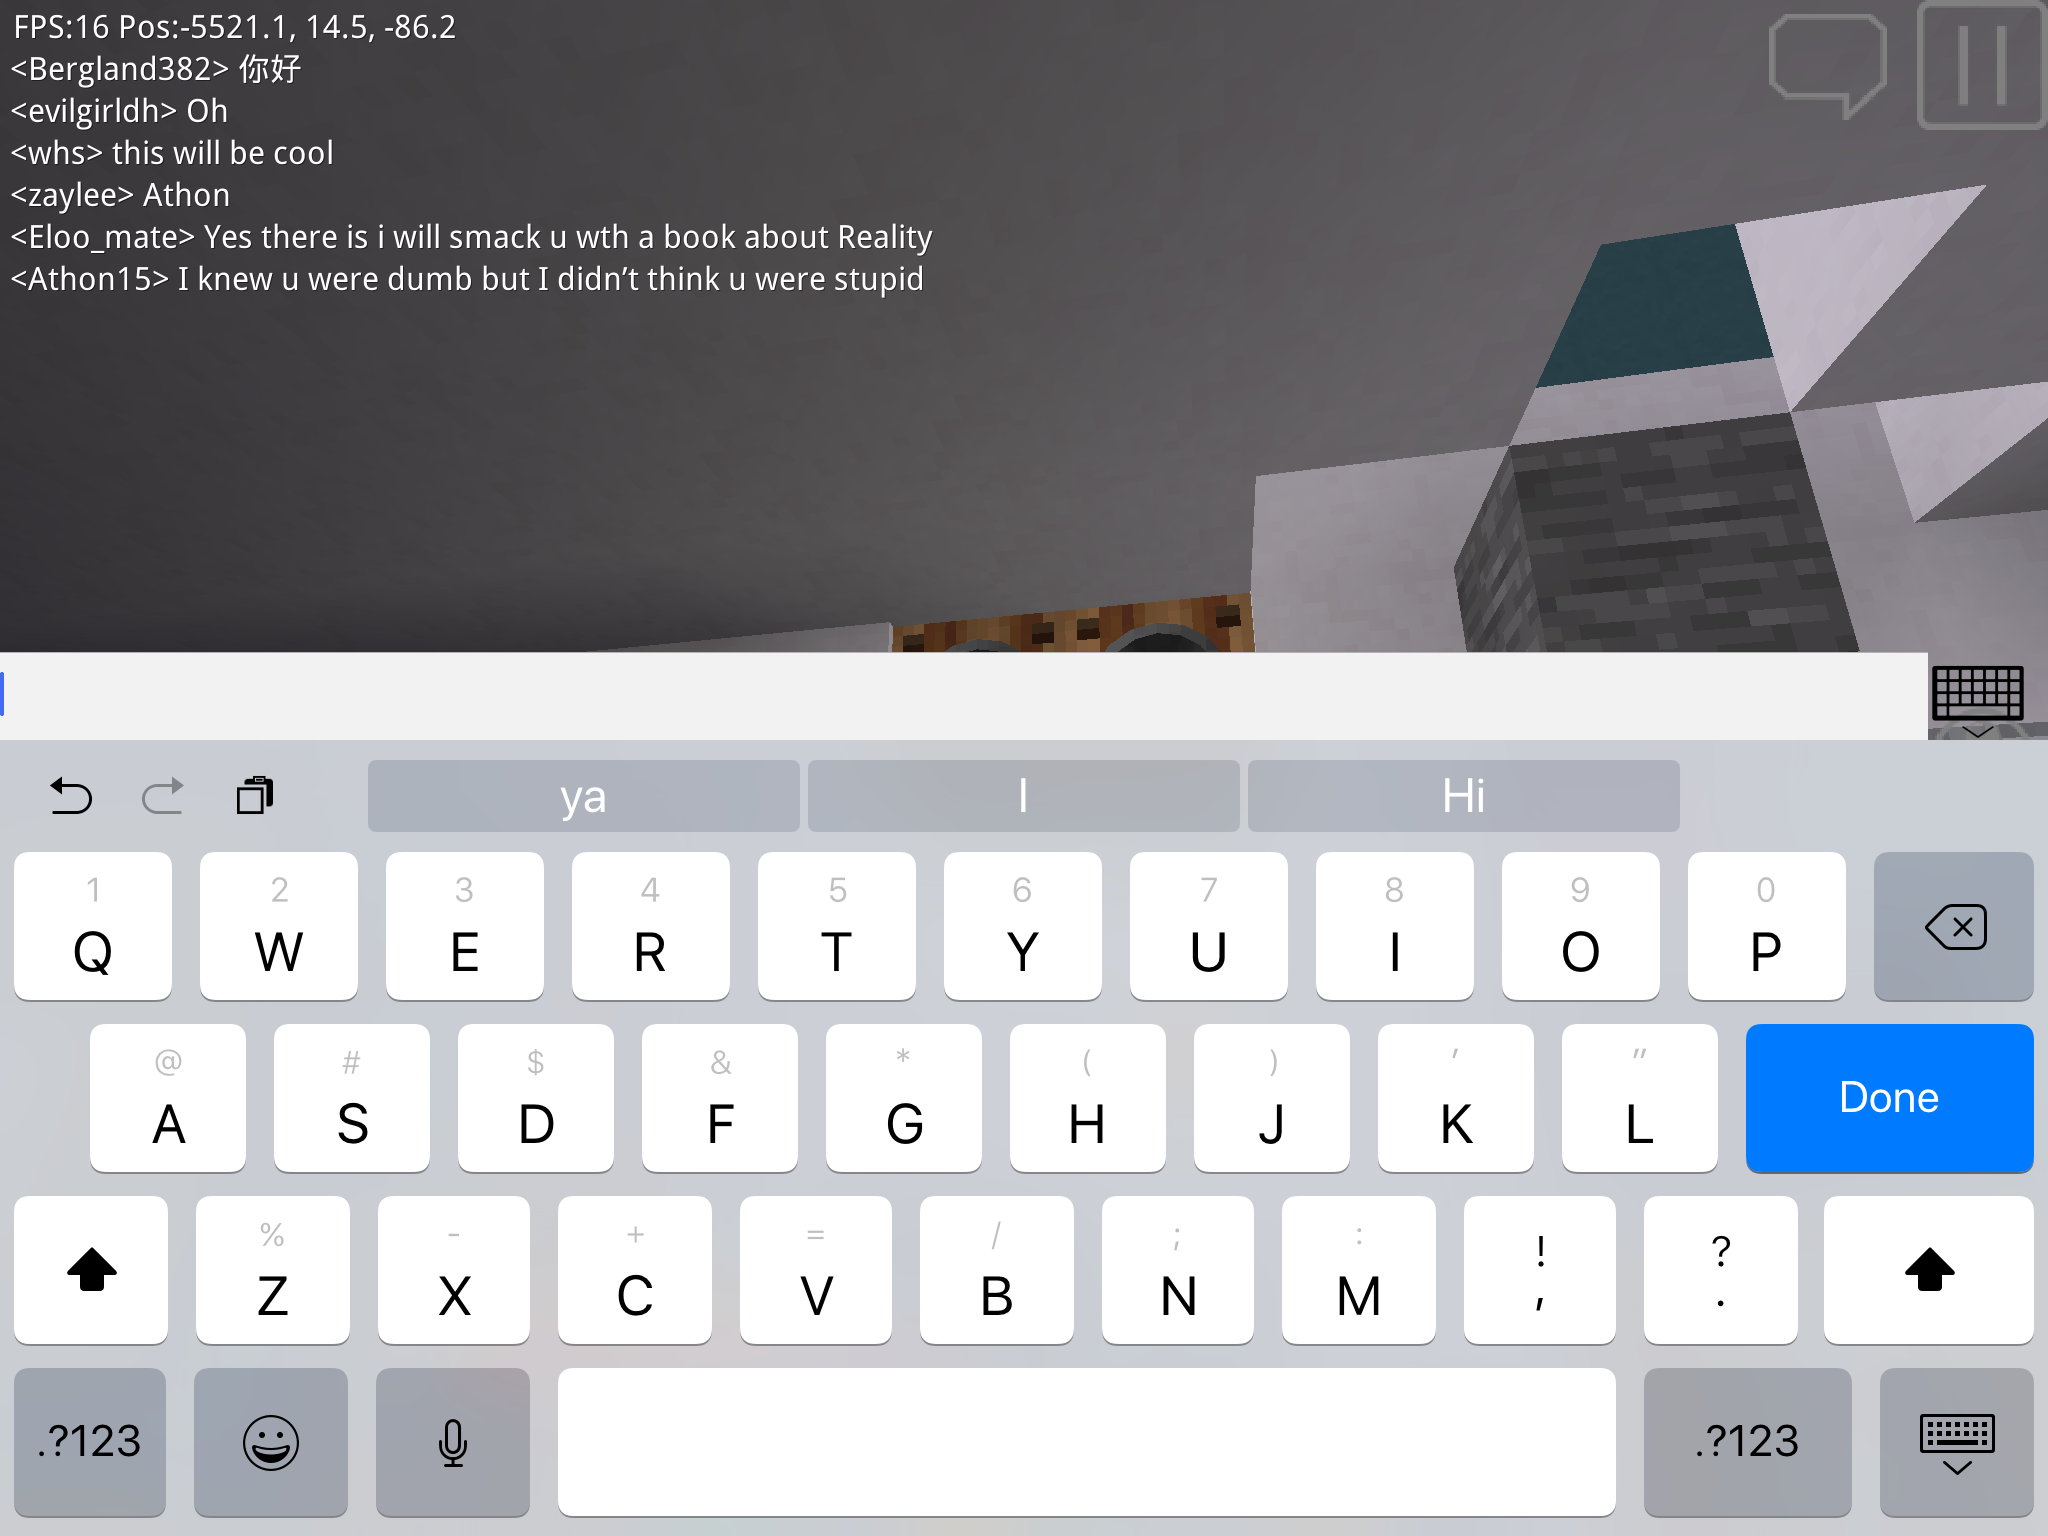 FPS:16 Pos:-5521.1, 14.5, -86.2
<Bergland382> 你好
<evilgirldh> Oh
<whs> this will be cool
<zaylee> Athon
<Eloo_mate> Yes there is i will smack u wth a book about Reality
<Athon15> I knew u were dumb but I didn’t think u were stupid
ya I Hi
1 2 3 4 5 6 7 8 9 0
Q W E R T Y U I O P
@ # $ & * ( ) ' "
A S D F G H J K L Done
% - + = / ; : ! ?
Z X C V B N M , .
.?123 .?123